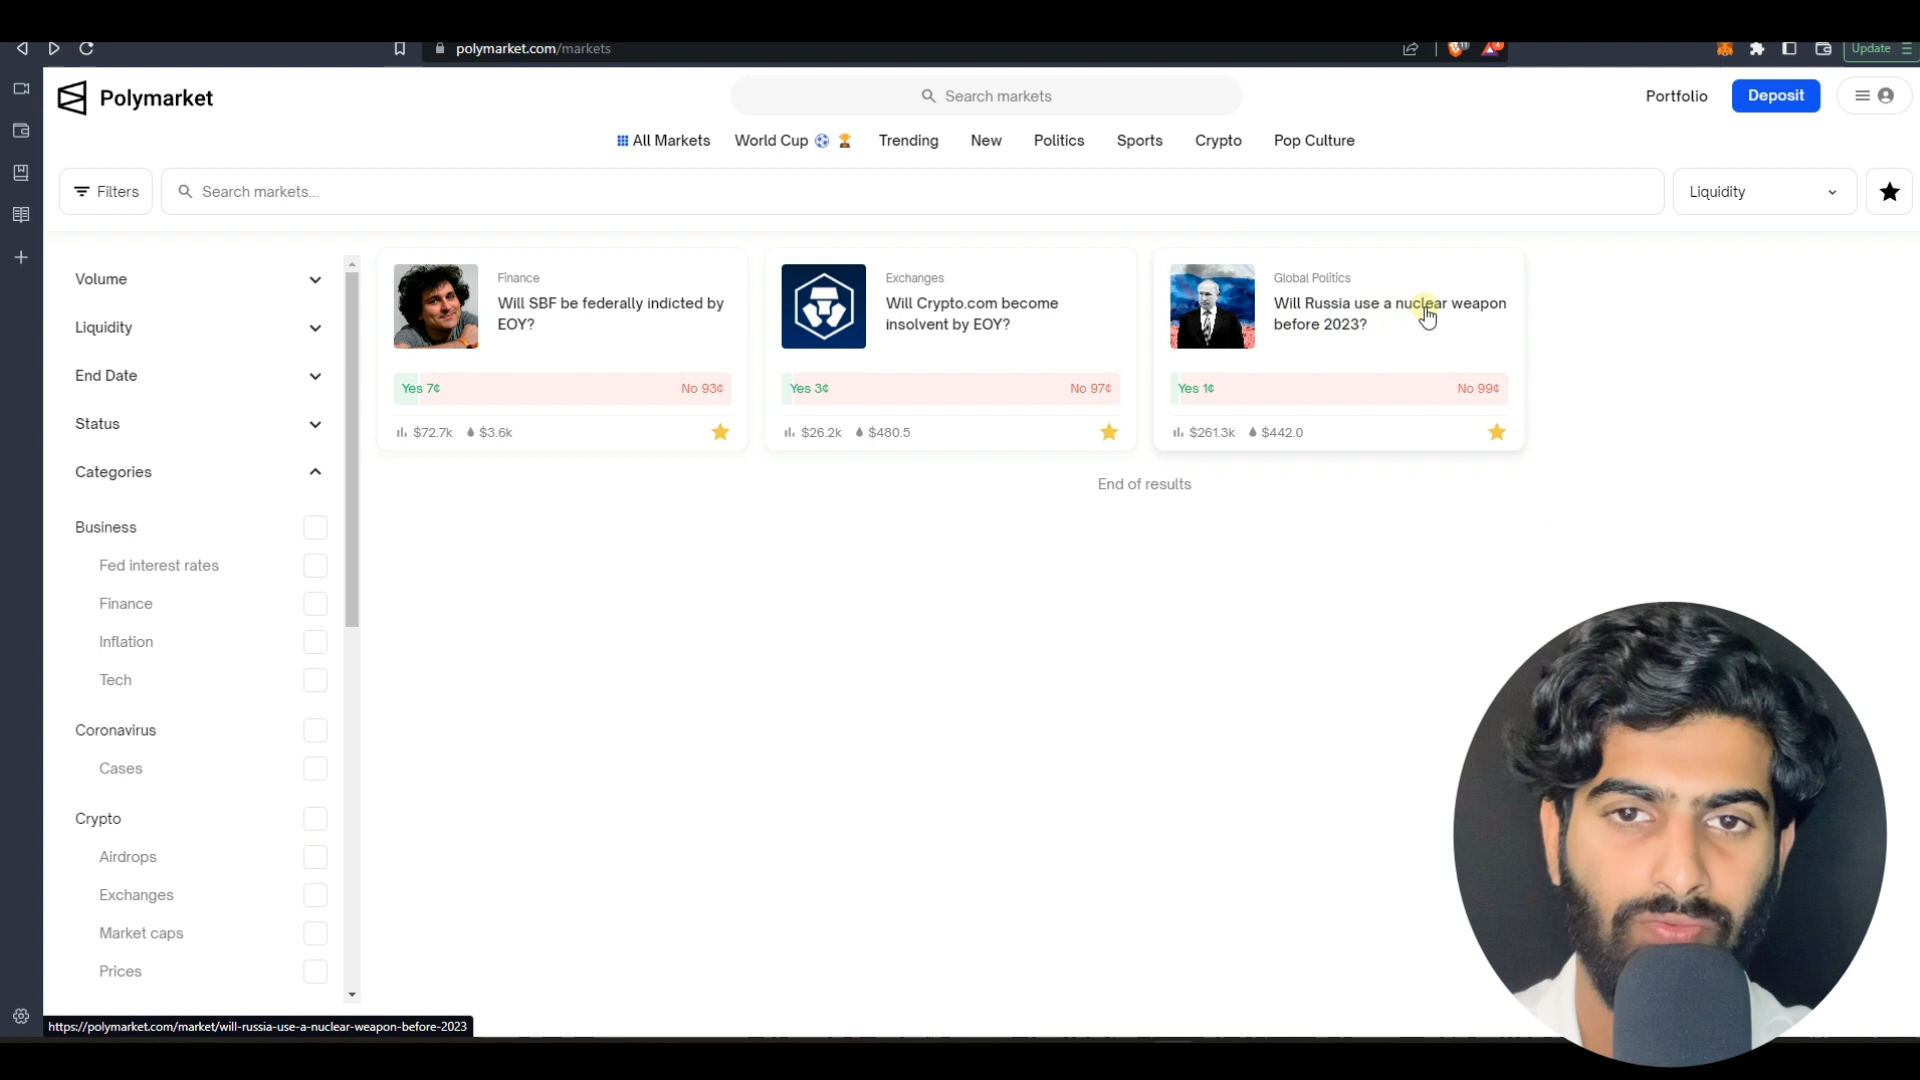 polymarket.com/markets
Update
Polymarket
Search markets
Portfolio
Deposit
All Markets
World Cup
Trending
New
Politics
Sports
Crypto
Pop Culture
Filters
Search markets...
Liquidity
Volume
Liquidity
End Date
Status
Categories
Business
Fed interest rates
Finance
Inflation
Tech
Coronavirus
Cases
Crypto
Airdrops
Exchanges
Market caps
Prices
Finance
Will SBF be federally indicted by
EOY?
Yes 7¢
No 93¢
$72.7k
$3.6k
Exchanges
Will Crypto.com become
insolvent by EOY?
Yes 3¢
No 97¢
$26.2k
$480.5
Global Politics
Will Russia use a nuclear weapon
before 2023?
Yes 1¢
No 99¢
$261.3k
$442.0
End of results
https://polymarket.com/market/will-russia-use-a-nuclear-weapon-before-2023